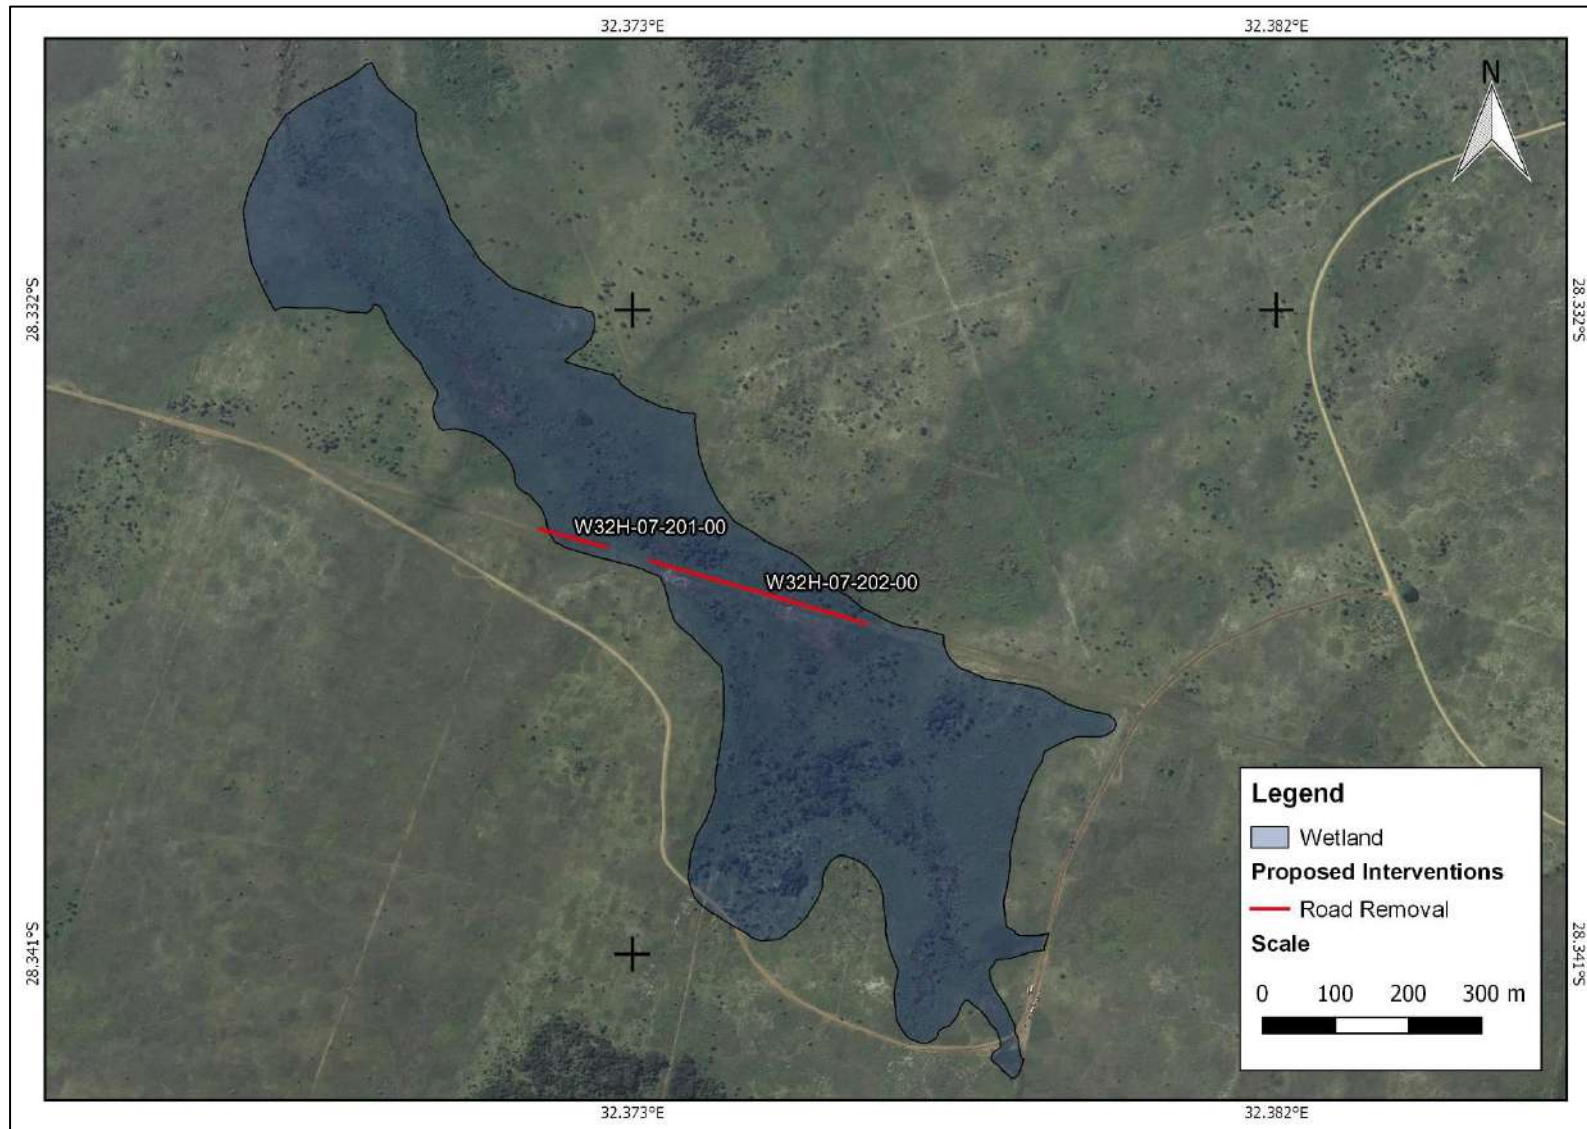 32.373°E
32.382°E
N
28.332°S
28.332°S
W32H-07-201-00
W32H-07-202-00
Legend
Wetland
Proposed Interventions
Road Removal
Scale
0 100 200 300 m
28.341°S
28.341°S
32.373°E
32.382°E